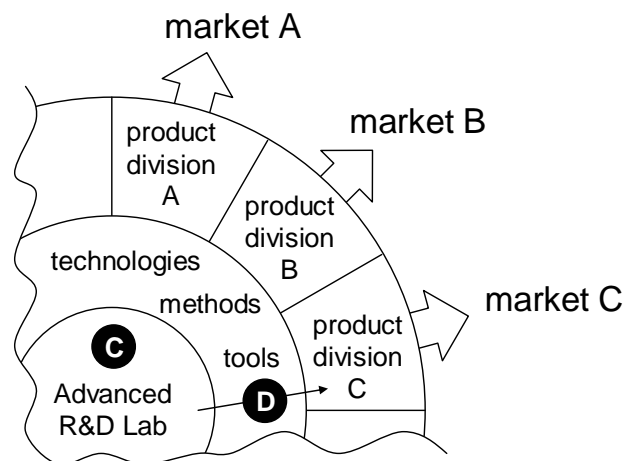 market A
market B
market C
product
division
A
product
division
B
product
division
C
technologies
methods
tools
C
D
Advanced
R&D Lab